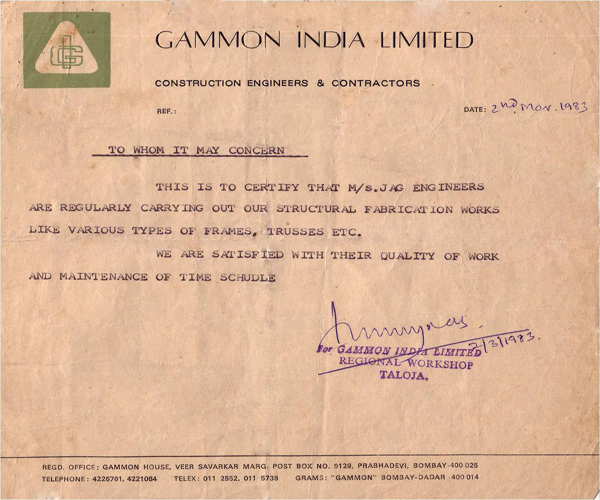 GAMMON INDIA LIMITED
CONSTRUCTION ENGINEERS & CONTRACTORS
REF.:
DATE: 2nd Mar. 1983
TO WHOM IT MAY CONCERN
THIS IS TO CERTIFY THAT M/s.JAG ENGINEERS
ARE REGULARLY CARRYING OUT OUR STRUCTURAL FABRICATION WORKS
LIKE VARIOUS TYPES OF FRAMES, TRUSSES ETC.
WE ARE SATISFIED WITH THEIR QUALITY OF WORK
AND MAINTENANCE OF TIME SCHUDLE
2/3/1983.
For GAMMON INDIA LIMITED
REGIONAL WORKSHOP
TALOJA.
REGD. OFFICE: GAMMON HOUSE, VEER SAVARKAR MARG. POST BOX NO. 9129, PRABHADEVI, BOMBAY-400 025
TELEPHONE: 4226761, 4221084 TELEX: 011 2552, 011 5738 GRAMS: "GAMMON" BOMBAY-DADAR 400 014